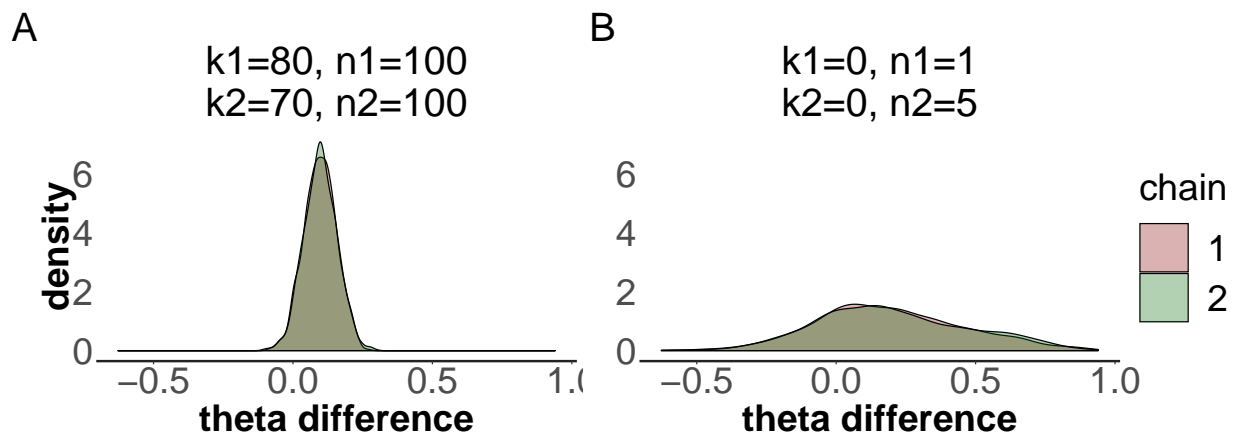 A
k1=80, n1=100
k2=70, n2=100
density
6
4
2
0
−0.5 0.0 0.5 1.0
theta difference
B
k1=0, n1=1
k2=0, n2=5
6
4
2
0
−0.5 0.0 0.5 1.0
theta difference
chain
1
2